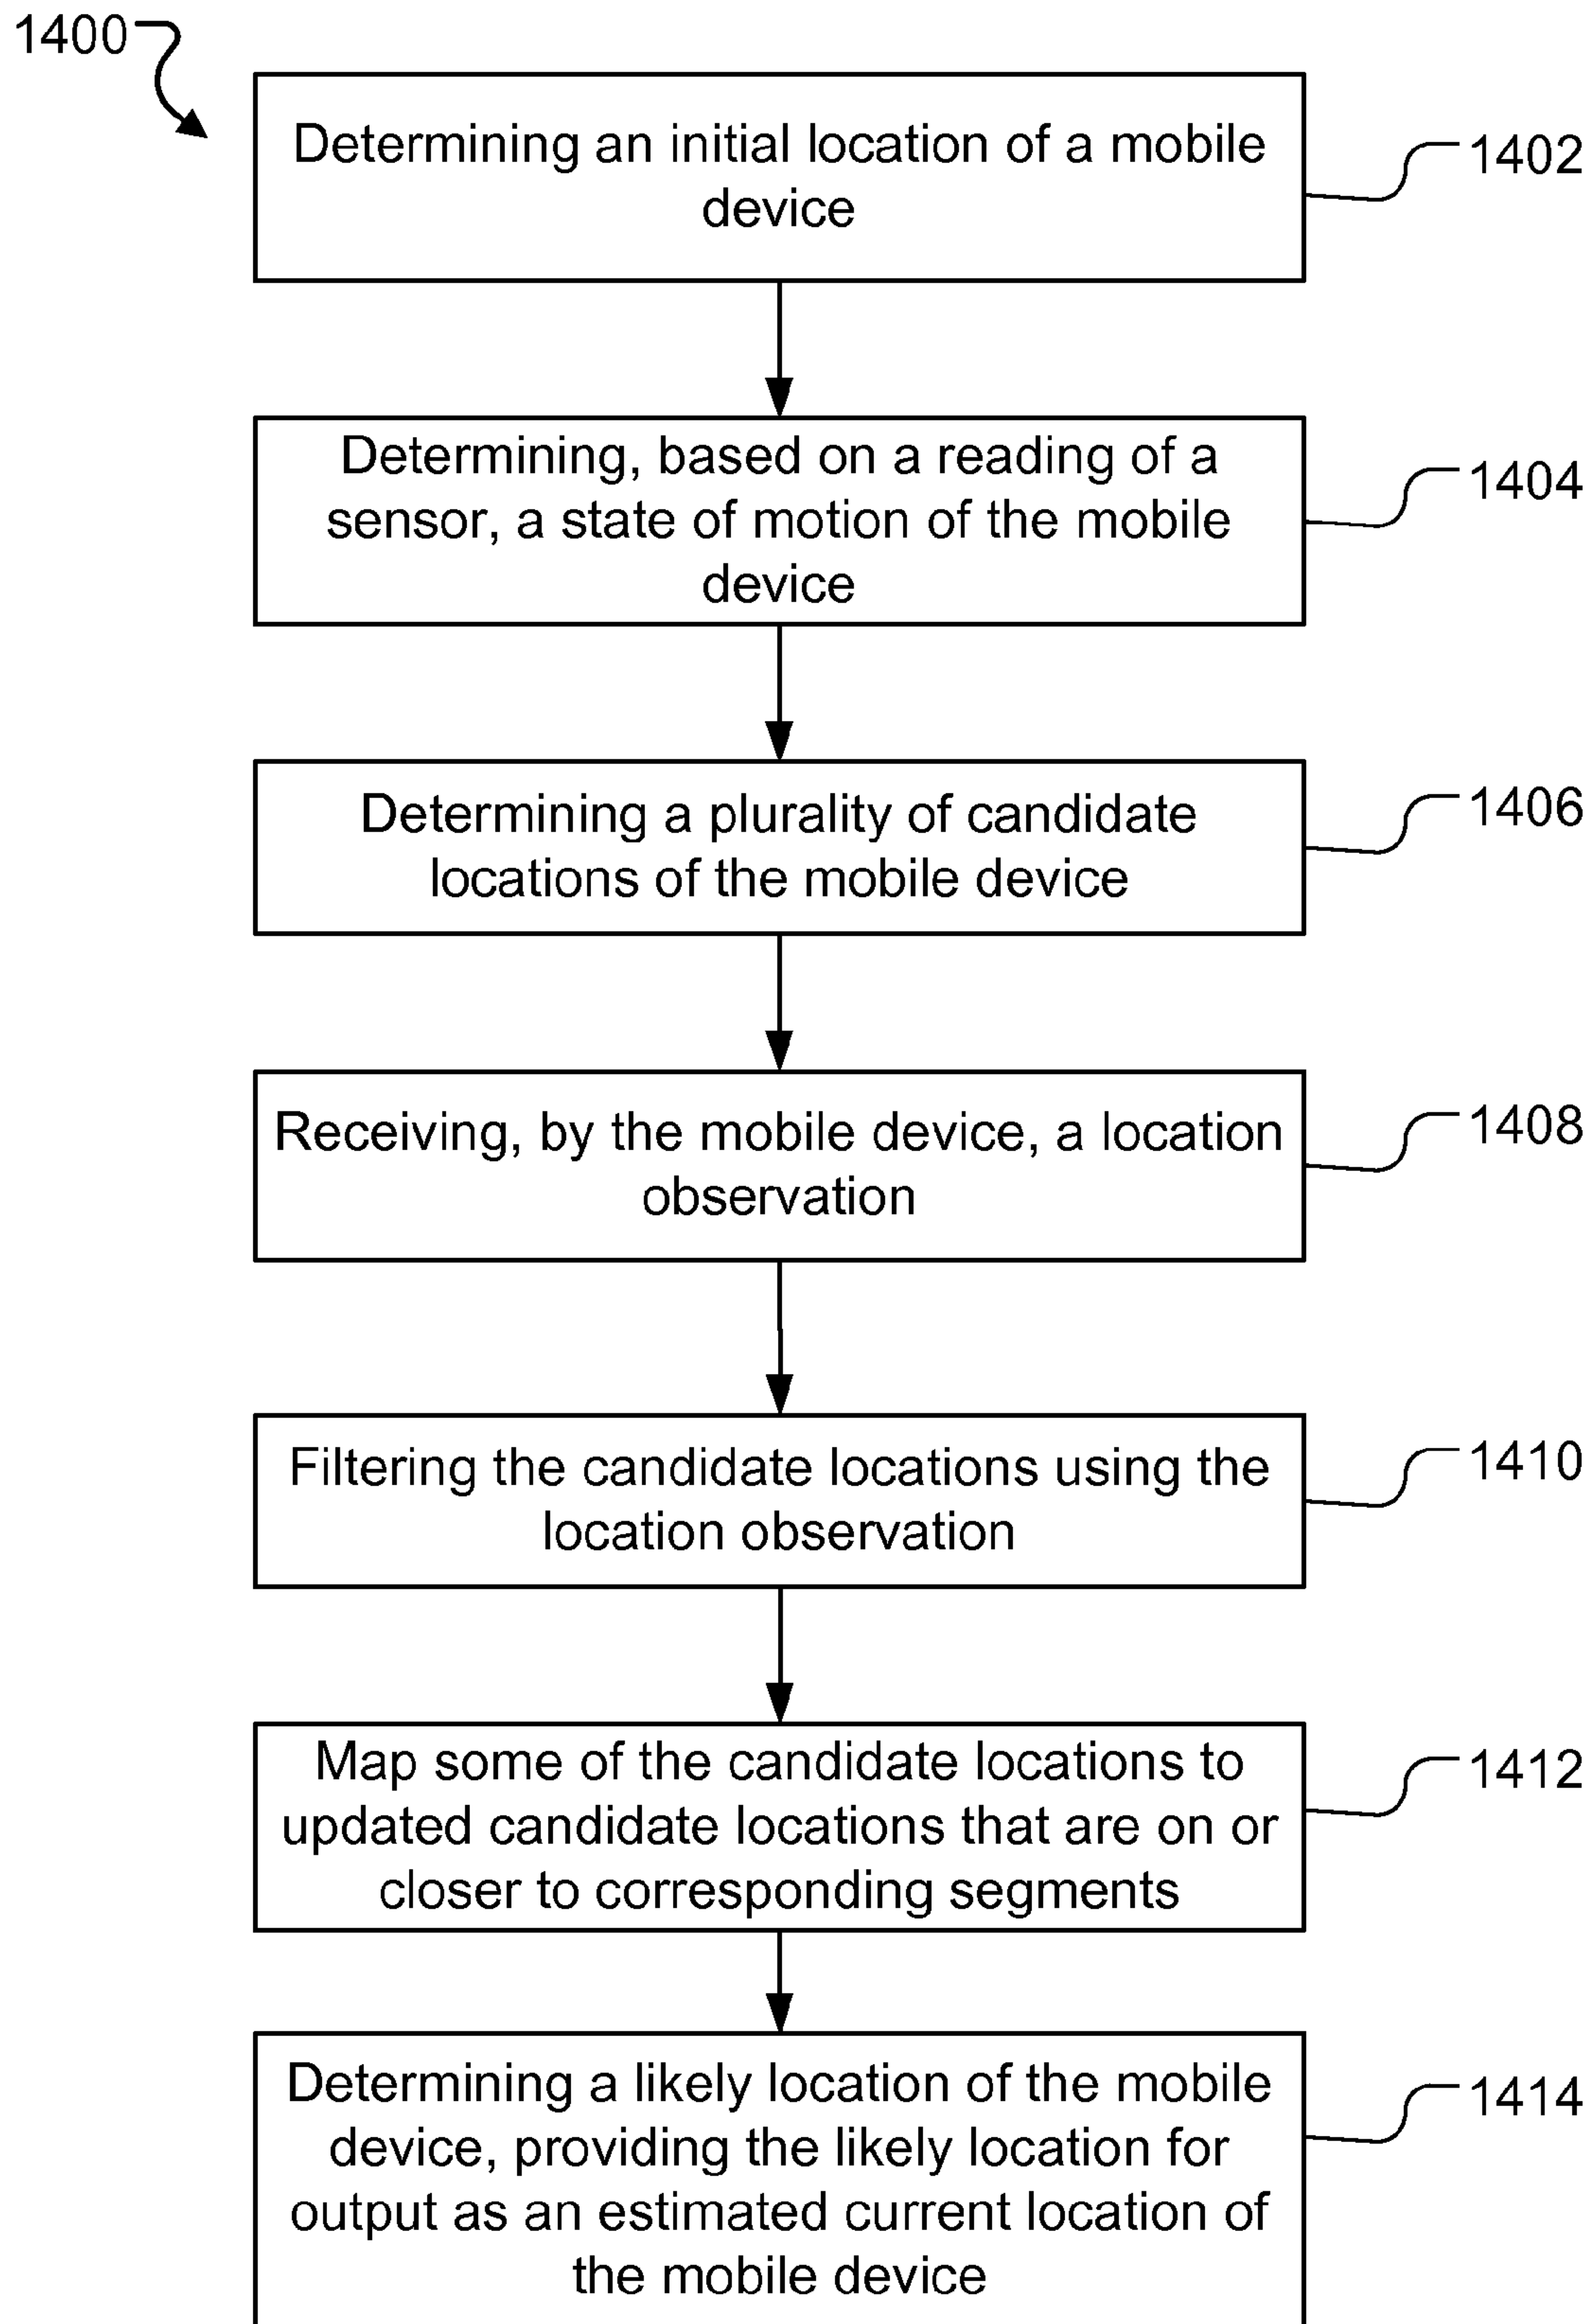 1400
Determining an initial location of a mobile
device
1402
Determining, based on a reading of a
sensor, a state of motion of the mobile
device
1404
Determining a plurality of candidate
locations of the mobile device
1406
Receiving, by the mobile device, a location
observation
1408
Filtering the candidate locations using the
location observation
1410
Map some of the candidate locations to
updated candidate locations that are on or
closer to corresponding segments
1412
Determining a likely location of the mobile
device, providing the likely location for
output as an estimated current location of
the mobile device
1414